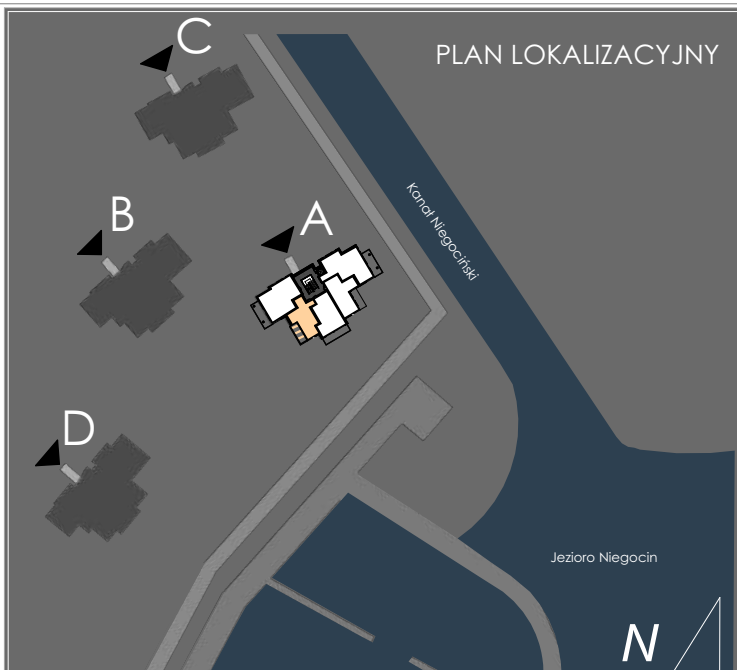 PLAN LOKALIZACYJNY
C
B
A
Kanał Niegociński
D
Jezioro Niegocin
N